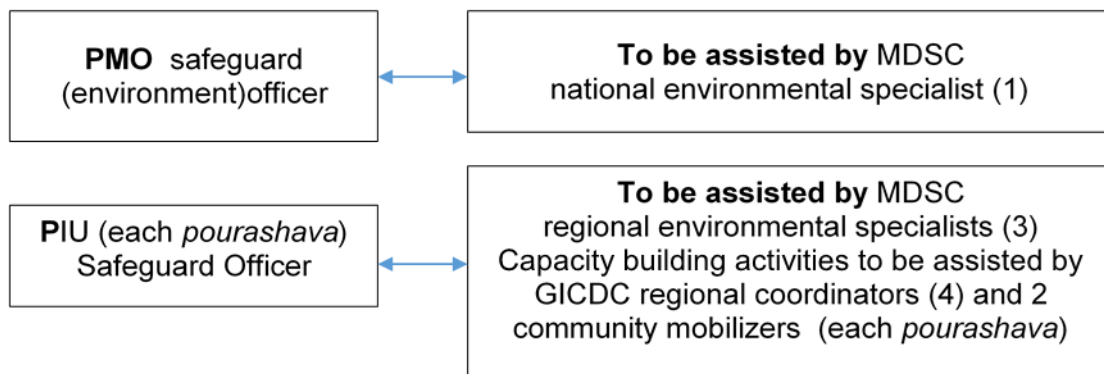 PMO safeguard
(environment)officer
To be assisted by MDSC
national environmental specialist (1)
PIU (each pourashava)
Safeguard Officer
To be assisted by MDSC
regional environmental specialists (3)
Capacity building activities to be assisted by
GICDC regional coordinators (4) and 2
community mobilizers (each pourashava)